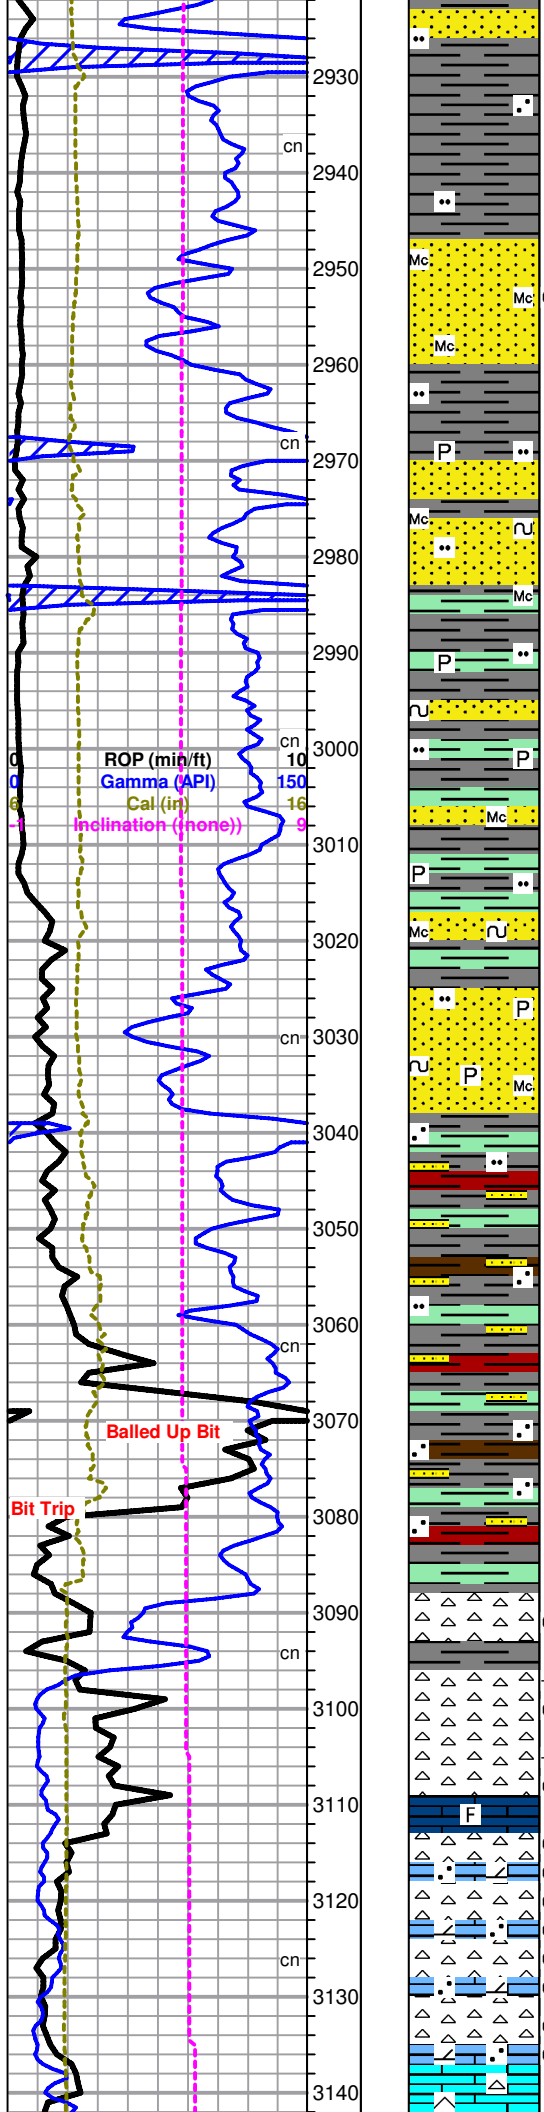 2930
cn
2940
2950
Mc
Mc
Mc
2960
cn
P
2970
Mc
2980
Mc
2990
P
cn
3000
P
0 ROP (min/ft) 10
0 Gamma (API) 150
6 Cal (in) 16
-1 Inclination ((none)) 9
Mc
3010
P
3020
Mc
P
3030
cn
P
Mc
3040
3050
3060
cn
3070
Balled Up Bit
Bit Trip
3080
3090
cn
3100
3110
F
3120
cn
3130
3140